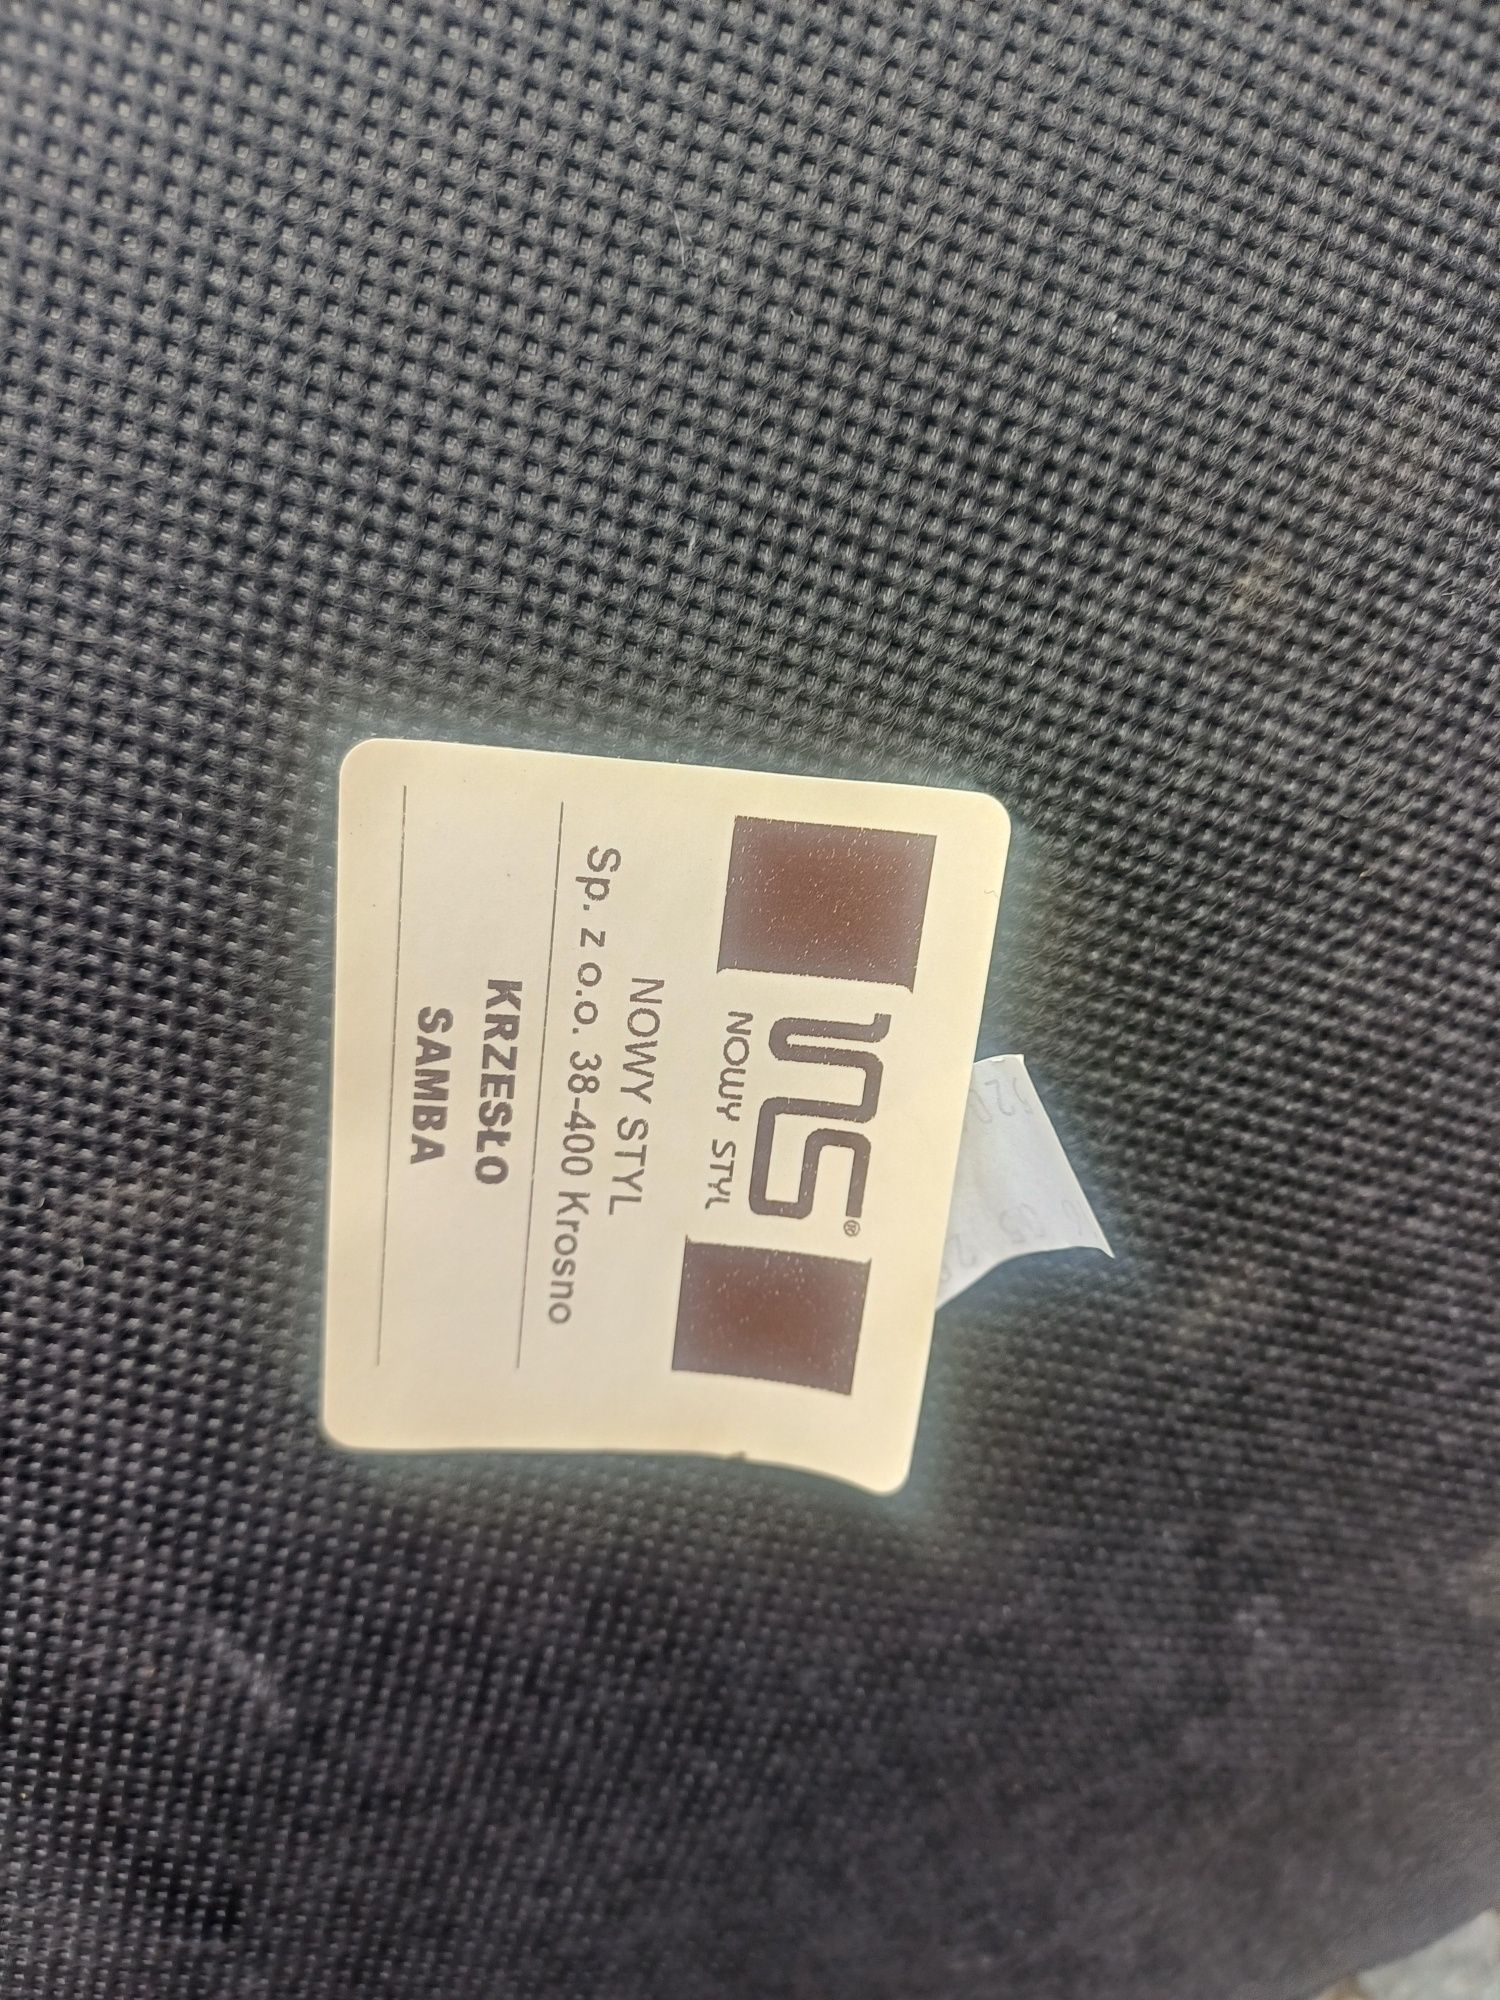 ns®
NOWY STYL
NOWY STYL
Sp. z o.o. 38-400 Krosno
KRZESŁO
SAMBA